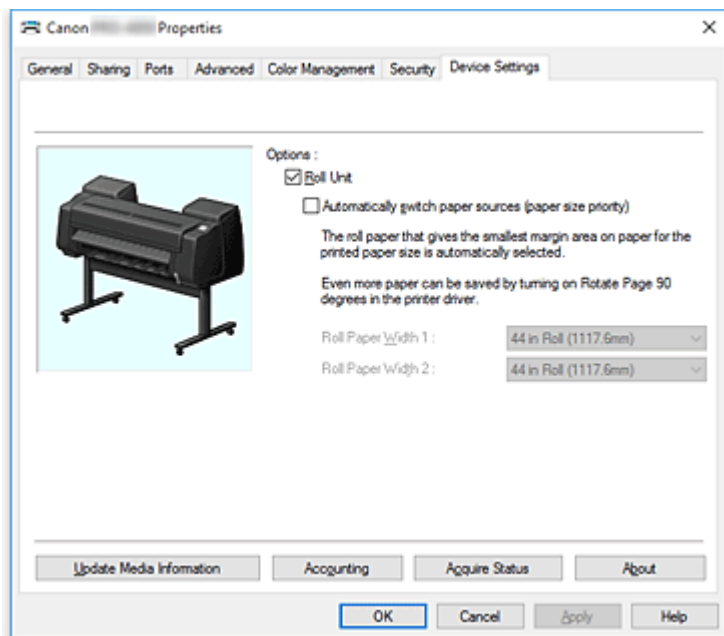 Canon Properties
General Sharing Ports Advanced Color Management Security Device Settings
Options :
Roll Unit
Automatically switch paper sources (paper size priority)
The roll paper that gives the smallest margin area on paper for the
printed paper size is automatically selected.
Even more paper can be saved by turning on Rotate Page 90
degrees in the printer driver.
Roll Paper Width 1 : 44 in Roll (1117.6mm)
Roll Paper Width 2 : 44 in Roll (1117.6mm)
Update Media Information Accounting Acquire Status About
OK Cancel Apply Help